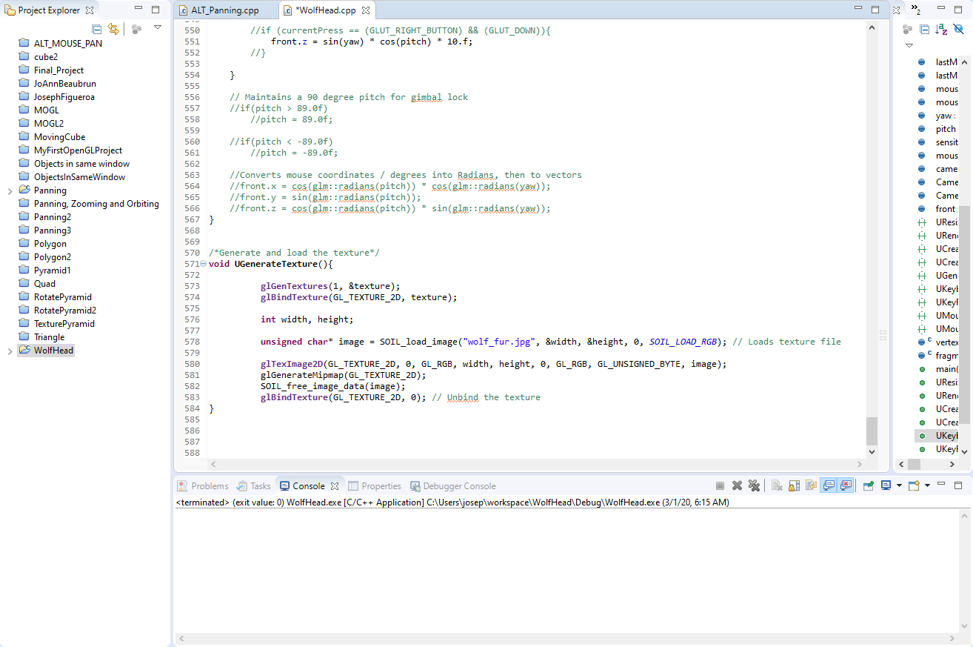 Project Explorer
ALT_MOUSE_PAN
cube2
Final_Project
JoAnnBeaubrun
JosephFigueroa
MOGL
MOGL2
MovingCube
MyFirstOpenGLProject
Objects in same window
ObjectsInSameWindow
Panning
Panning, Zooming and Orbiting
Panning2
Panning3
Polygon
Polygon2
Pyramid1
Quad
RotatePyramid
RotatePyramid2
TexturePyramid
Triangle
WolfHead
ALT_Panning.cpp
*WolfHead.cpp
550 //if (currentPress == (GLUT_RIGHT_BUTTON) && (GLUT_DOWN)){
551 front.z = sin(yaw) * cos(pitch) * 10.f;
552 //}
553
554 }
555
556 // Maintains a 90 degree pitch for gimbal lock
557 //if(pitch > 89.0f)
558 //pitch = 89.0f;
559
560 //if(pitch < -89.0f)
561 //pitch = -89.0f;
562
563 //Converts mouse coordinates / degrees into Radians, then to vectors
564 //front.x = cos(glm::radians(pitch)) * cos(glm::radians(yaw));
565 //front.y = sin(glm::radians(pitch));
566 //front.z = cos(glm::radians(pitch)) * sin(glm::radians(yaw));
567 }
568
569
570 /*Generate and load the texture*/
571 void UGenerateTexture(){
572
573 glGenTextures(1, &texture);
574 glBindTexture(GL_TEXTURE_2D, texture);
575
576 int width, height;
577
578 unsigned char* image = SOIL_load_image("wolf_fur.jpg", &width, &height, 0, SOIL_LOAD_RGB); // Loads texture file
579
580 glTexImage2D(GL_TEXTURE_2D, 0, GL_RGB, width, height, 0, GL_RGB, GL_UNSIGNED_BYTE, image);
581 glGenerateMipmap(GL_TEXTURE_2D);
582 SOIL_free_image_data(image);
583 glBindTexture(GL_TEXTURE_2D, 0); // Unbind the texture
584 }
585
586
587
588
2
lastM
lastM
mous
mous
yaw :
pitch
sensit
mous
came
Came
Came
front
UResi
URen
UCrea
UCrea
UGen
UKeyB
UKeyF
UMou
UMou
vertex
fragm
main(
UResi
URen
UCrea
UCrea
UKeyB
UKeyF
Problems
Tasks
Console
Properties
Debugger Console
<terminated> (exit value: 0) WolfHead.exe [C/C++ Application] C:\Users\josep\workspace\WolfHead\Debug\WolfHead.exe (3/1/20, 6:15 AM)